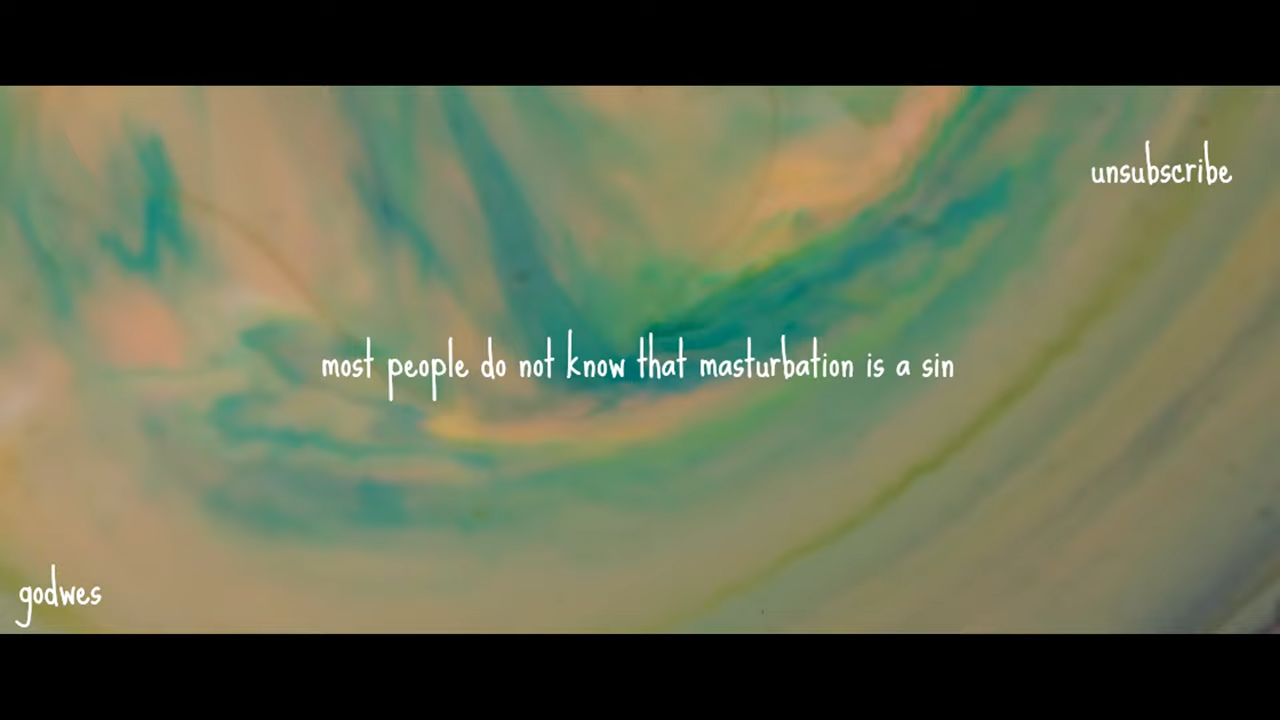 unsubscribe
most people do not know that masturbation is a sin
godwes